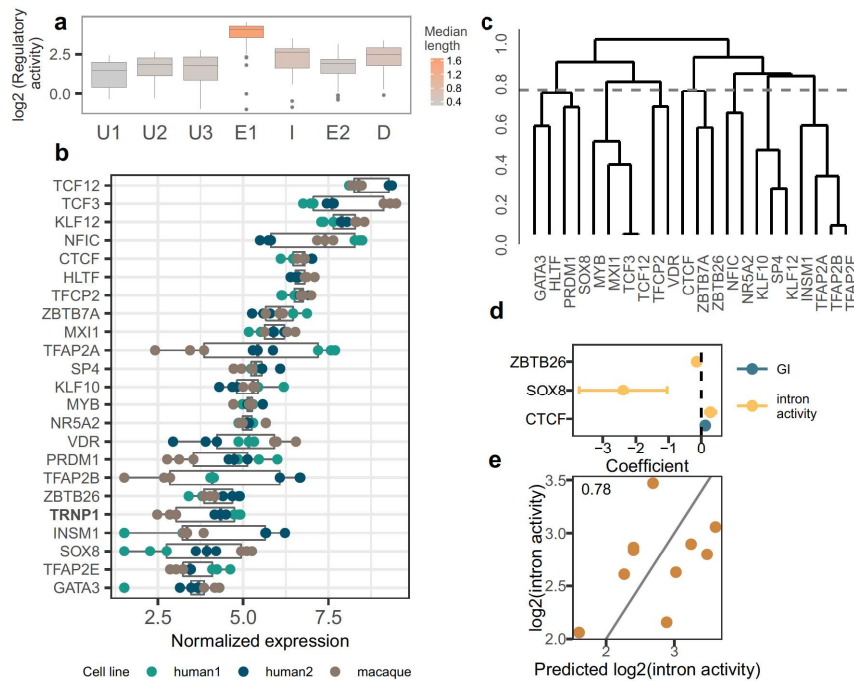 a
log2 (Regulatory
activity)
2.5
0.0
U1 U2 U3 E1 I E2 D
Median
length
1.6
1.2
0.8
0.4
b
TCF12
TCF3
KLF12
NFIC
CTCF
HLTF
TFCP2
ZBTB7A
MXI1
TFAP2A
SP4
KLF10
MYB
NR5A2
VDR
PRDM1
TFAP2B
ZBTB26
TRNP1
INSM1
SOX8
TFAP2E
GATA3
2.5 5.0 7.5
Normalized expression
Cell line human1 human2 macaque
c
1.0
0.8
0.6
0.4
0.2
0.0
GATA3
HLTF
PRDM1
SOX8
MYB
MXI1
TCF3
TCF12
TFCP2
VDR
CTCF
ZBTB7A
ZBTB26
NFIC
NR5A2
KLF10
SP4
KLF12
INSM1
TFAP2A
TFAP2B
TFAP2E
d
ZBTB26
SOX8
CTCF
−3 −2 −1 0
Coefficient
GI
intron
activity
e
log2(intron activity)
3.5
3.0
2.5
2.0
0.78
2 3
Predicted log2(intron activity)